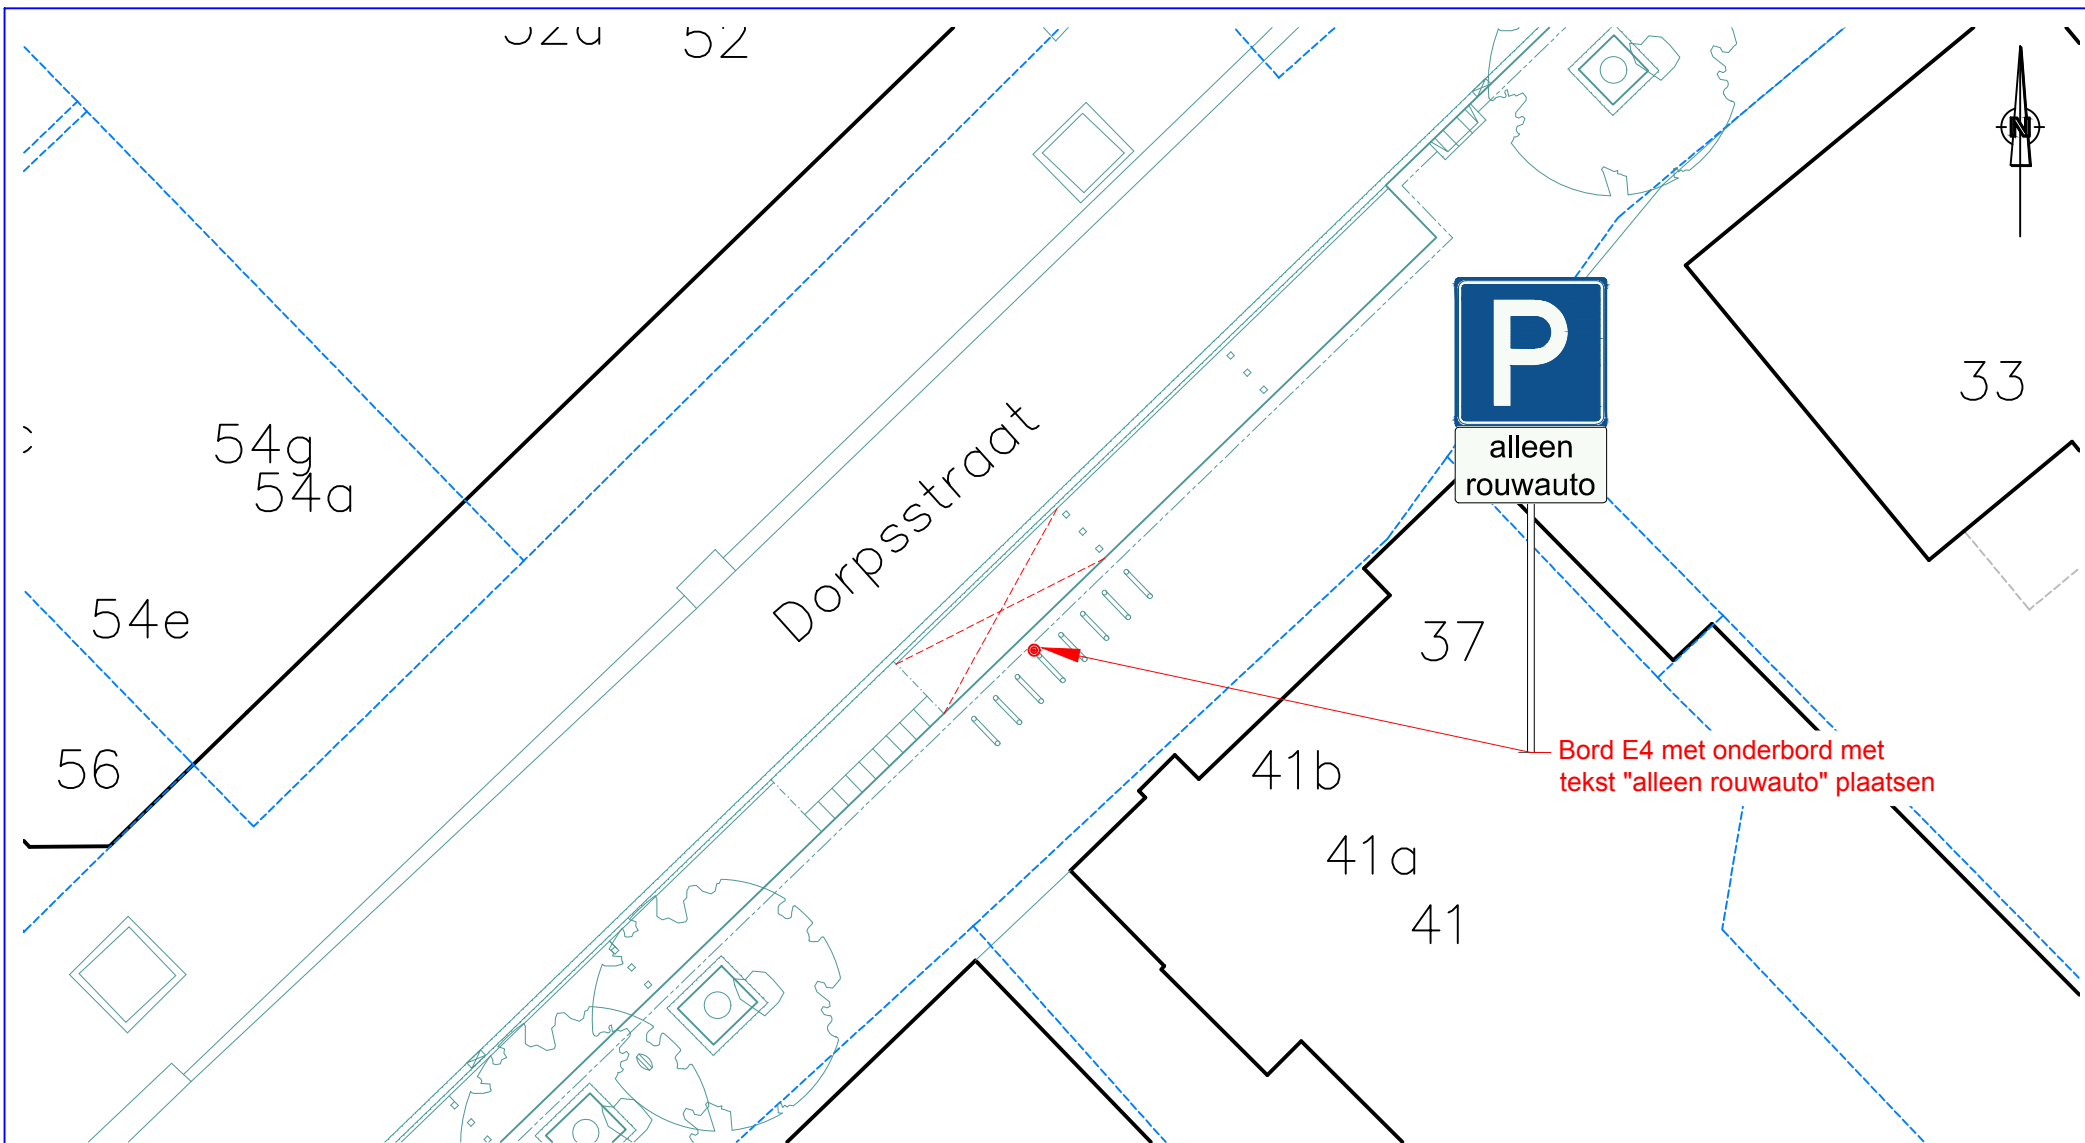 52
N
P
alleen
rouwauto
33
54g
54a
Dorpsstraat
54e
37
56
41b
Bord E4 met onderbord met
tekst "alleen rouwauto" plaatsen
41a
41